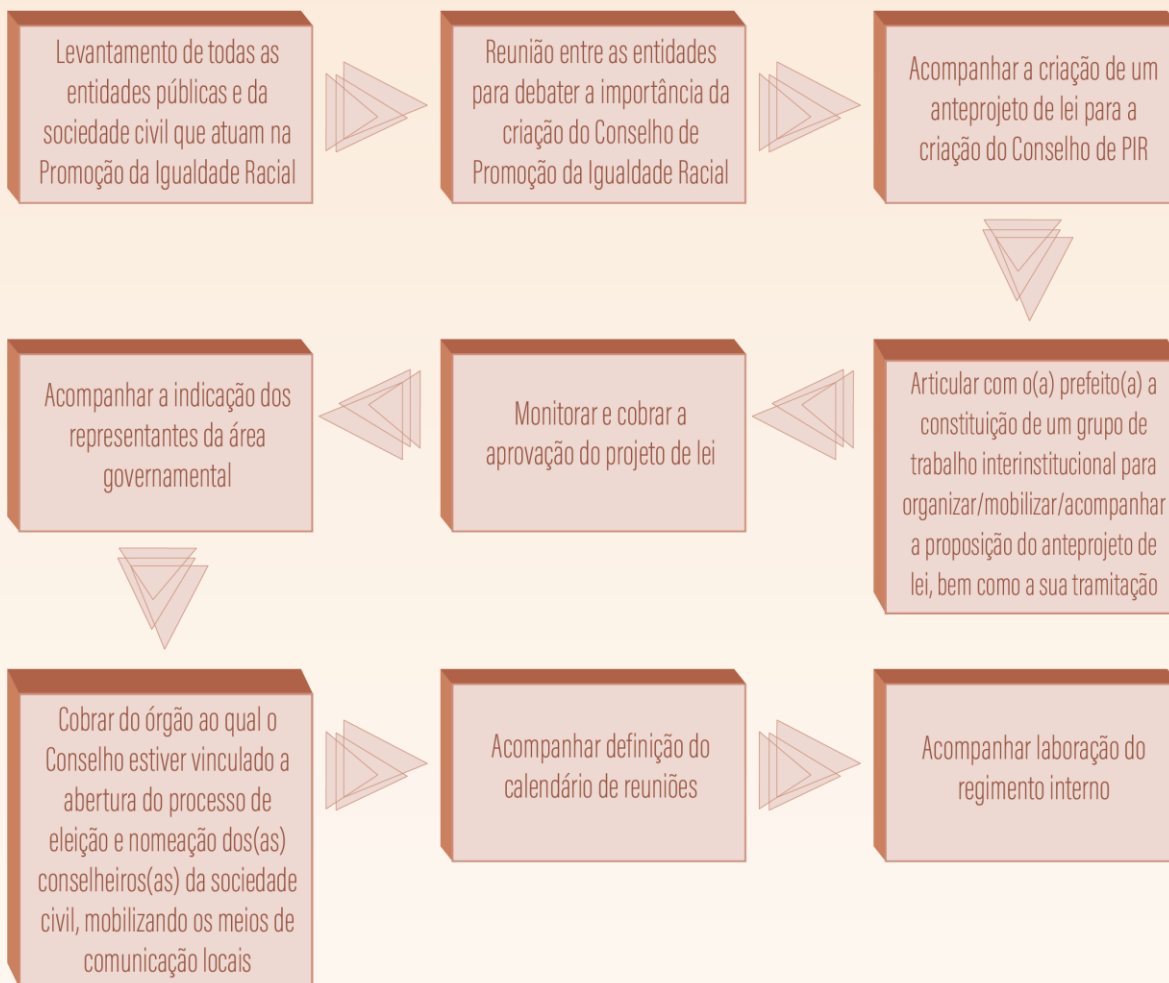 Levantamento de todas as
entidades públicas e da
sociedade civil que atuam na
Promoção da Igualdade Racial
Reunião entre as entidades
para debater a importância da
criação do Conselho de
Promoção da Igualdade Racial
Acompanhar a criação de um
anteprojeto de lei para a
criação do Conselho de PIR
Articular com o(a) prefeito(a) a
constituição de um grupo de
trabalho interinstitucional para
organizar/mobilizar/acompanhar
a proposição do anteprojeto de
lei, bem como a sua tramitação
Monitorar e cobrar a
aprovação do projeto de lei
Acompanhar a indicação dos
representantes da área
governamental
Cobrar do órgão ao qual o
Conselho estiver vinculado a
abertura do processo de
eleição e nomeação dos(as)
conselheiros(as) da sociedade
civil, mobilizando os meios de
comunicação locais
Acompanhar definição do
calendário de reuniões
Acompanhar laboração do
regimento interno